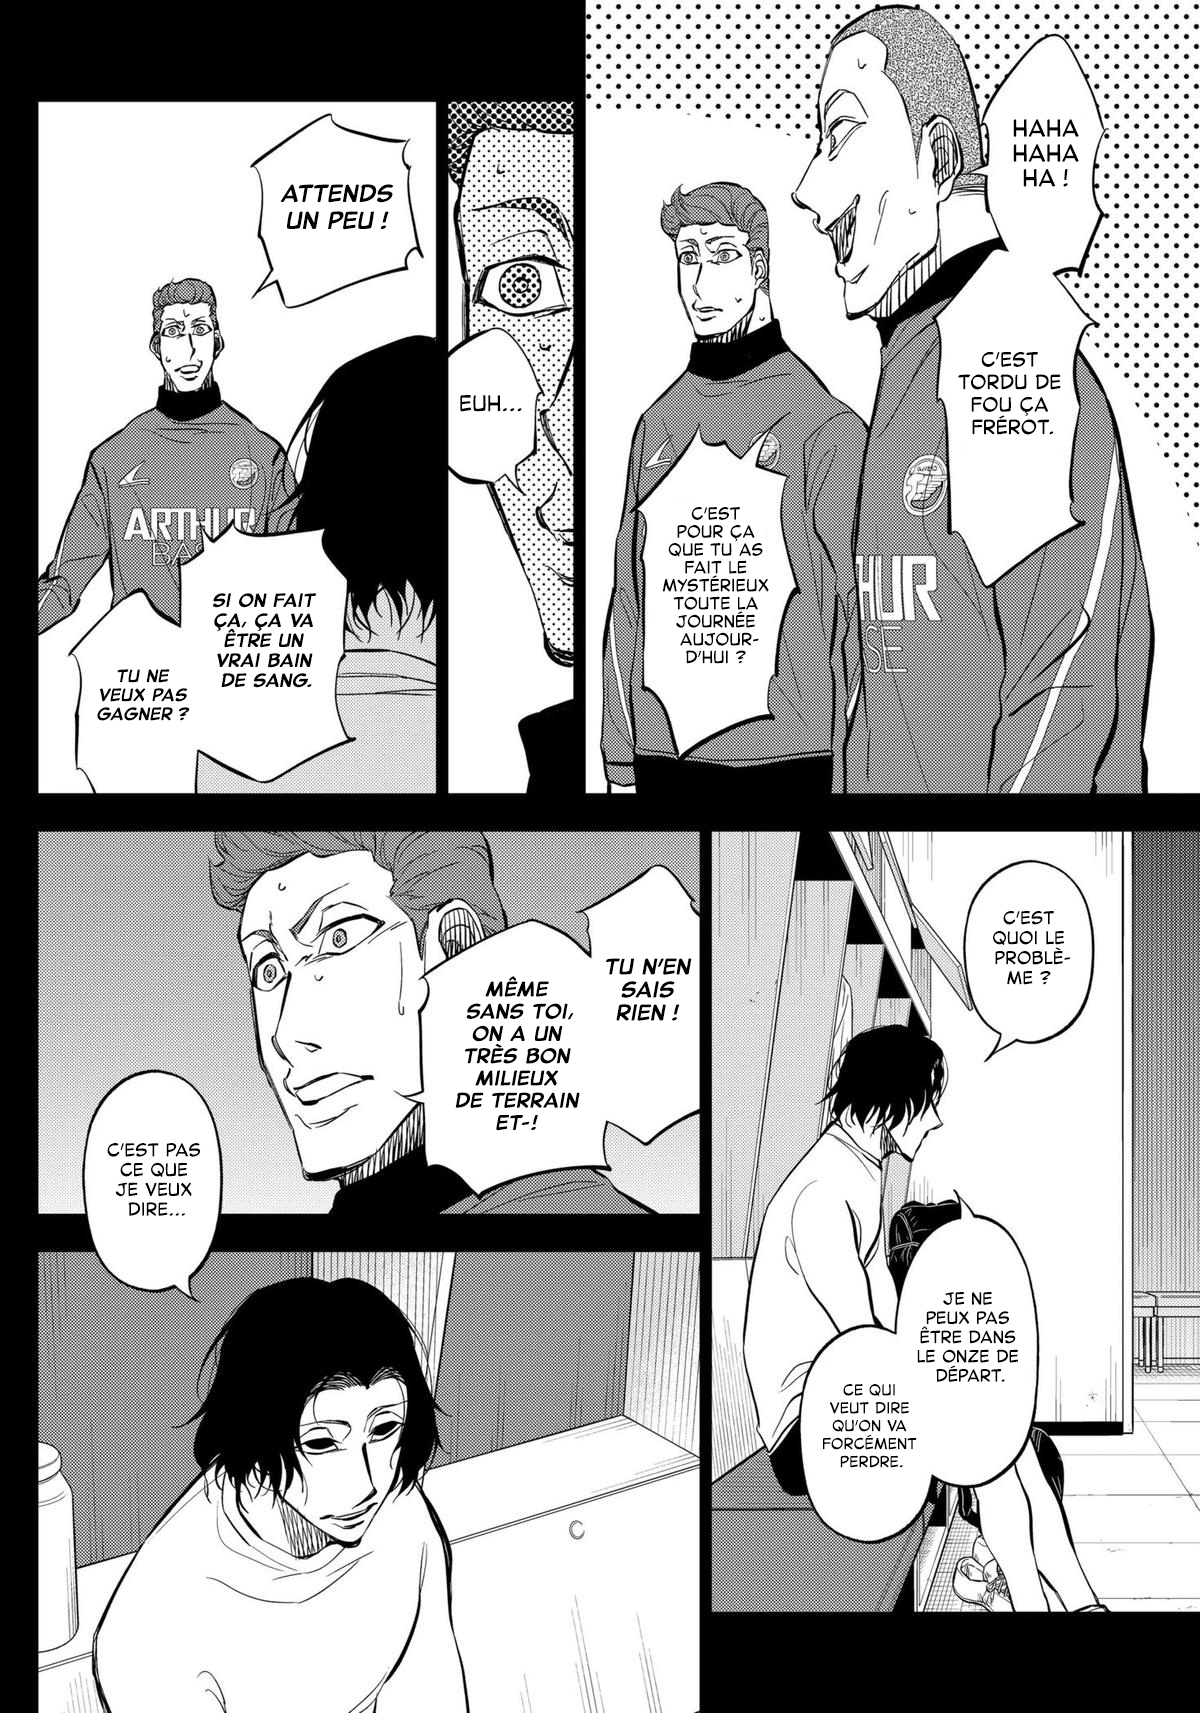 HAHA
HAHA
HA !
C'EST
TORDU DE
FOU ÇA
FRÉROT.
C'EST
POUR ÇA
QUE TU AS
FAIT LE
MYSTÉRIEUX
TOUTE LA
JOURNÉE
AUJOUR-
D'HUI ?
HUR
SE
EUH...
ATTENDS
UN PEU !
ARTHUR
BA
SI ON FAIT
ÇA, ÇA VA
ÊTRE UN
VRAI BAIN
DE SANG.
TU NE
VEUX PAS
GAGNER ?
C'EST
QUOI LE
PROBLÈ-
ME ?
JE NE
PEUX PAS
ÊTRE DANS
LE ONZE DE
DÉPART.
CE QUI
VEUT DIRE
QU'ON VA
FORCÉMENT
PERDRE.
TU N'EN
SAIS
RIEN !
MÊME
SANS TOI,
ON A UN
TRÈS BON
MILIEUX
DE TERRAIN
ET-!
C'EST PAS
CE QUE
JE VEUX
DIRE...